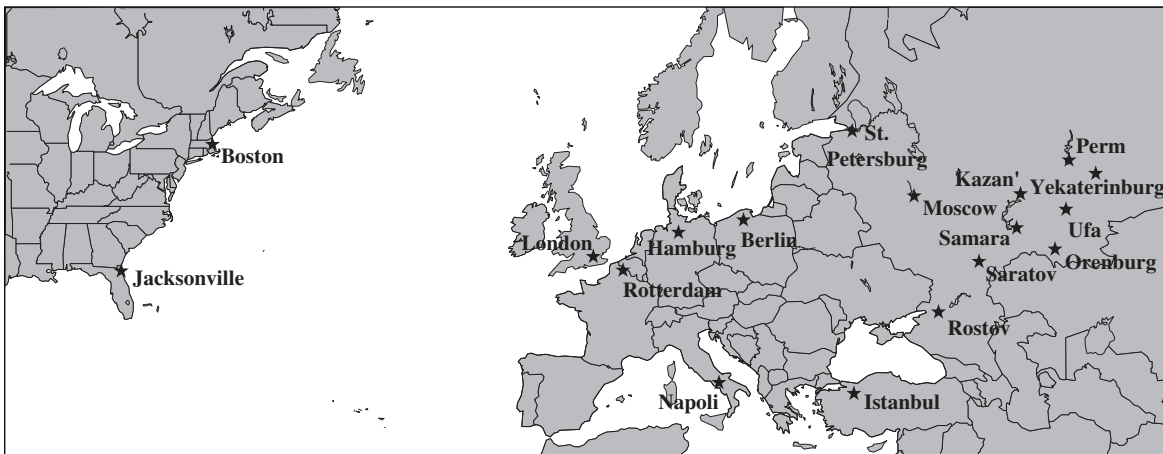 St.
Petersburg
Perm
Boston
Kazan'
Yekaterinburg
Moscow
Ufa
Samara
London
Hamburg
Berlin
Orenburg
Saratov
Jacksonville
Rotterdam
Rostov
Napoli
Istanbul